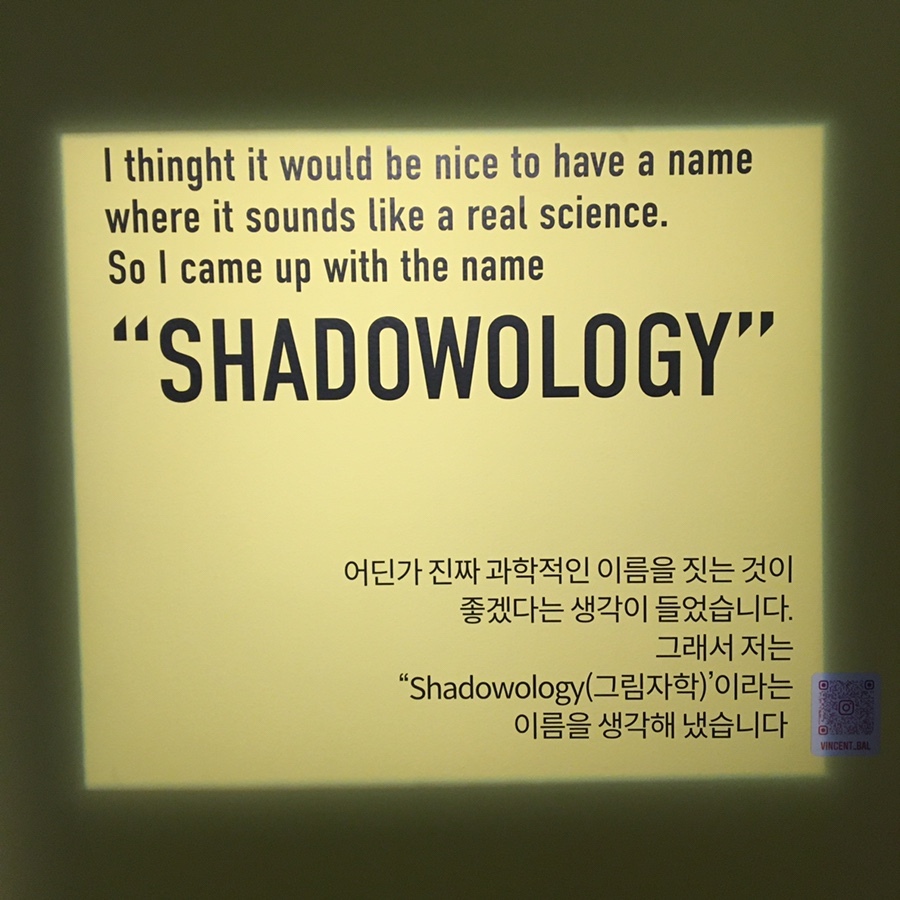 I thinght it would be nice to have a name
where it sounds like a real science.
So I came up with the name
“SHADOWOLOGY”
어딘가 진짜 과학적인 이름을 짓는 것이
좋겠다는 생각이 들었습니다.
그래서 저는
“Shadowology(그림자학)’이라는
이름을 생각해 냈습니다
VINCENT_BAL